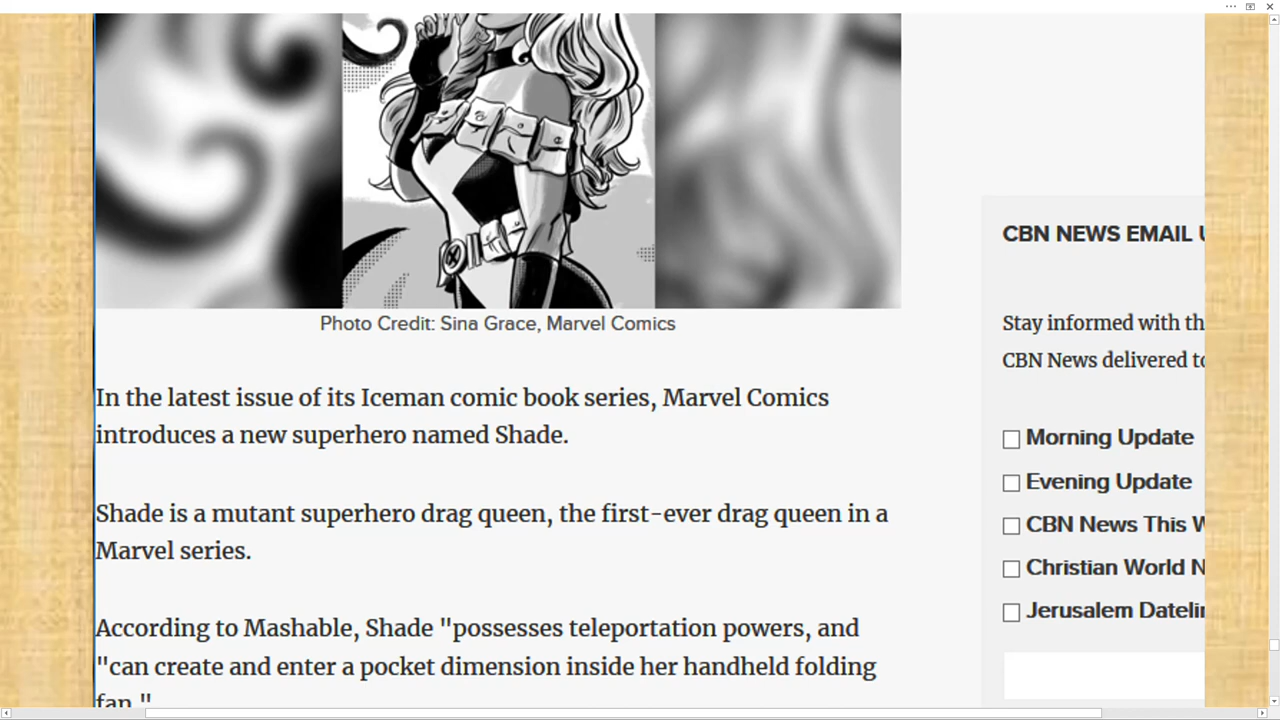 Photo Credit: Sina Grace, Marvel Comics
In the latest issue of its Iceman comic book series, Marvel Comics
introduces a new superhero named Shade.
Shade is a mutant superhero drag queen, the first-ever drag queen in a
Marvel series.
According to Mashable, Shade "possesses teleportation powers, and
"can create and enter a pocket dimension inside her handheld folding
fan."
CBN NEWS EMAIL
Stay informed with
CBN News delivered
Morning Update
Evening Update
CBN News This
Christian World
Jerusalem